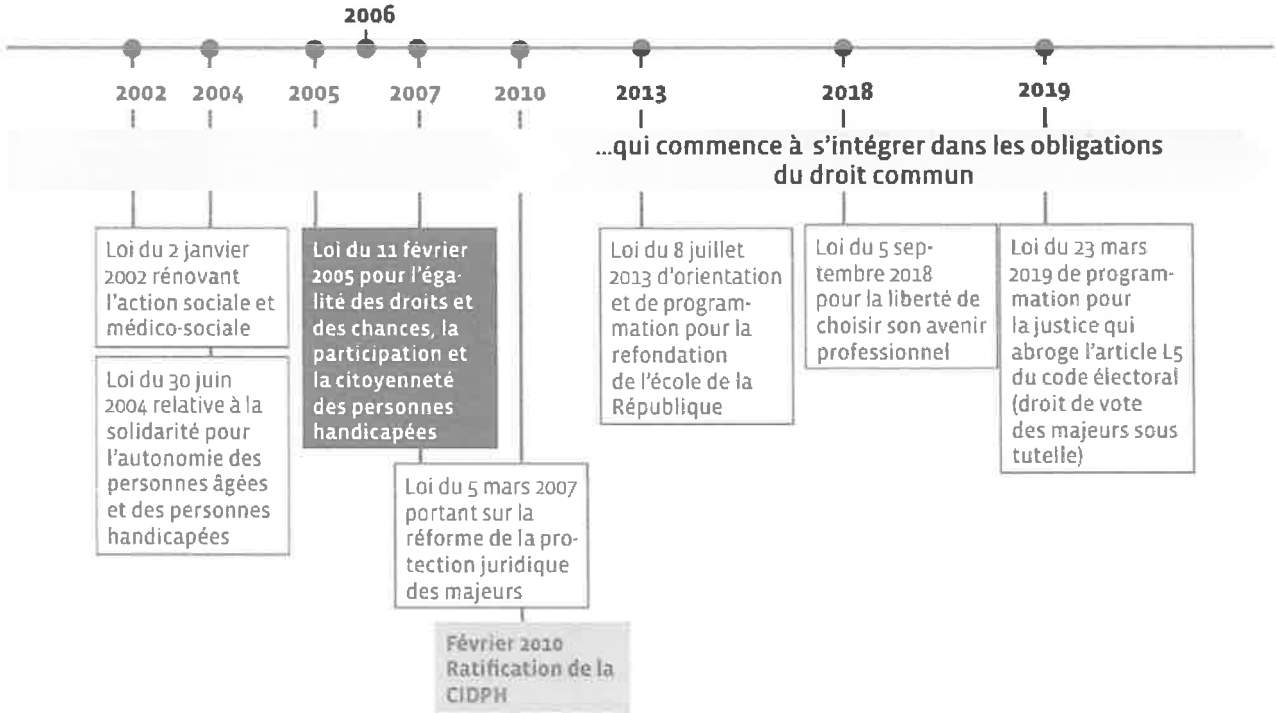 2006
2002
2004
2005
2007
2010
2013
2018
2019
...qui commence à s'intégrer dans les obligations
du droit commun
Loi du 2 janvier
2002 rénovant
l'action sociale et
médico-sociale
Loi du 30 juin
2004 relative à la
solidarité pour
l'autonomie des
personnes âgées
et des personnes
handicapées
Loi du 11 février
2005 pour l'éga-
lité des droits et
des chances, la
participation et
la citoyenneté
des personnes
handicapées
Loi du 5 mars 2007
portant sur la
réforme de la pro-
tection juridique
des majeurs
Février 2010
Ratification de la
CIDPH
Loi du 8 juillet
2013 d'orientation
et de program-
mation pour la
refondation
de l'école de la
République
Loi du 5 sep-
tembre 2018
pour la liberté de
choisir son avenir
professionnel
Loi du 23 mars
2019 de program-
mation pour
la justice qui
abroge l'article L5
du code électoral
(droit de vote
des majeurs sous
tutelle)